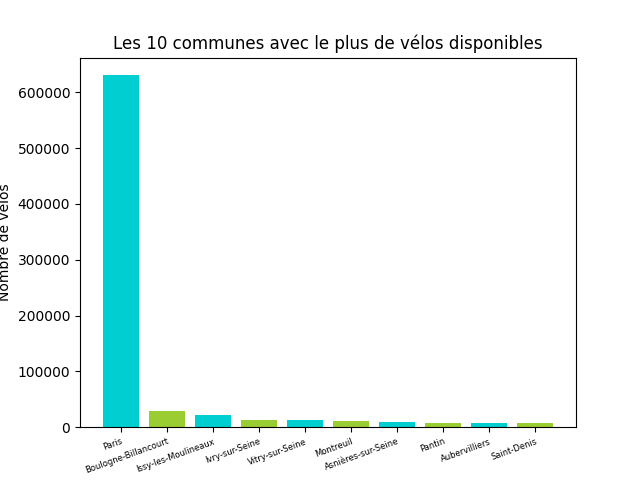 Les 10 communes avec le plus de vélos disponibles
Nombre de vélos
600000
500000
400000
300000
200000
100000
0
Paris
Boulogne-Billancourt
Issy-les-Moulineaux
Ivry-sur-Seine
Vitry-sur-Seine
Montreuil
Asnières-sur-Seine
Pantin
Aubervilliers
Saint-Denis